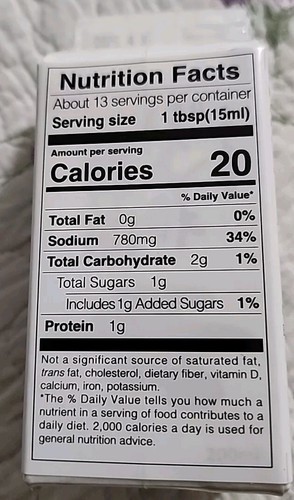 Nutrition Facts
About 13 servings per container
Serving size 1 tbsp(15ml)
Amount per serving
Calories 20
% Daily Value*
Total Fat 0g 0%
Sodium 780mg 34%
Total Carbohydrate 2g 1%
Total Sugars 1g
Includes 1g Added Sugars 1%
Protein 1g
Not a significant source of saturated fat,
trans fat, cholesterol, dietary fiber, vitamin D,
calcium, iron, potassium.
*The % Daily Value tells you how much a
nutrient in a serving of food contributes to a
daily diet. 2,000 calories a day is used for
general nutrition advice.